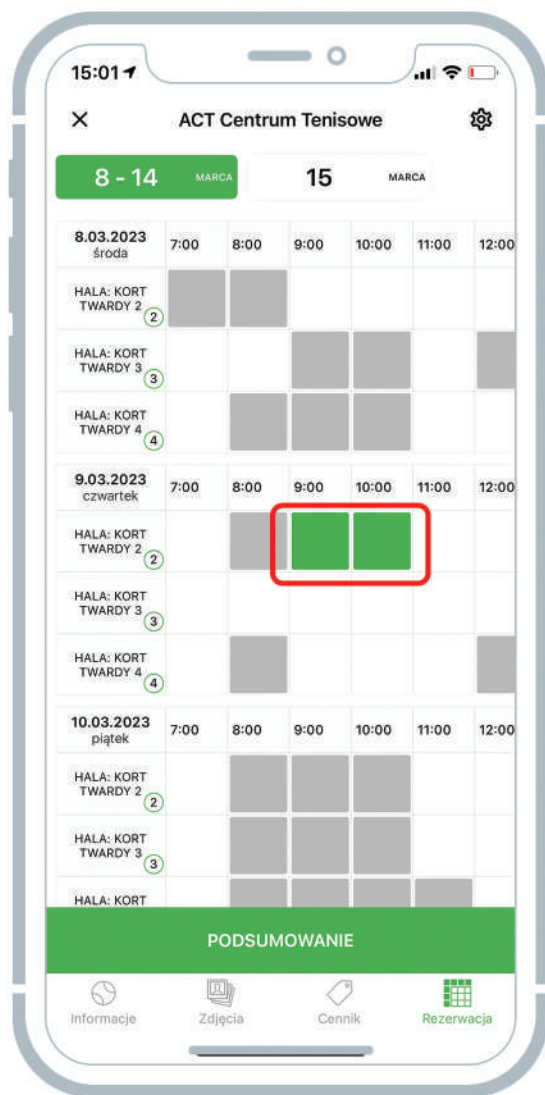 15:01
ACT Centrum Tenisowe
8 - 14 MARCA 15 MARCA
8.03.2023 7:00 8:00 9:00 10:00 11:00 12:00
środa
HALA: KORT
TWARDY 2
2
HALA: KORT
TWARDY 3
3
HALA: KORT
TWARDY 4
4
9.03.2023 7:00 8:00 9:00 10:00 11:00 12:00
czwartek
HALA: KORT
TWARDY 2
2
HALA: KORT
TWARDY 3
3
HALA: KORT
TWARDY 4
4
10.03.2023 7:00 8:00 9:00 10:00 11:00 12:00
piątek
HALA: KORT
TWARDY 2
2
HALA: KORT
TWARDY 3
3
HALA: KORT
PODSUMOWANIE
Informacje Zdjęcia Cennik Rezerwacja